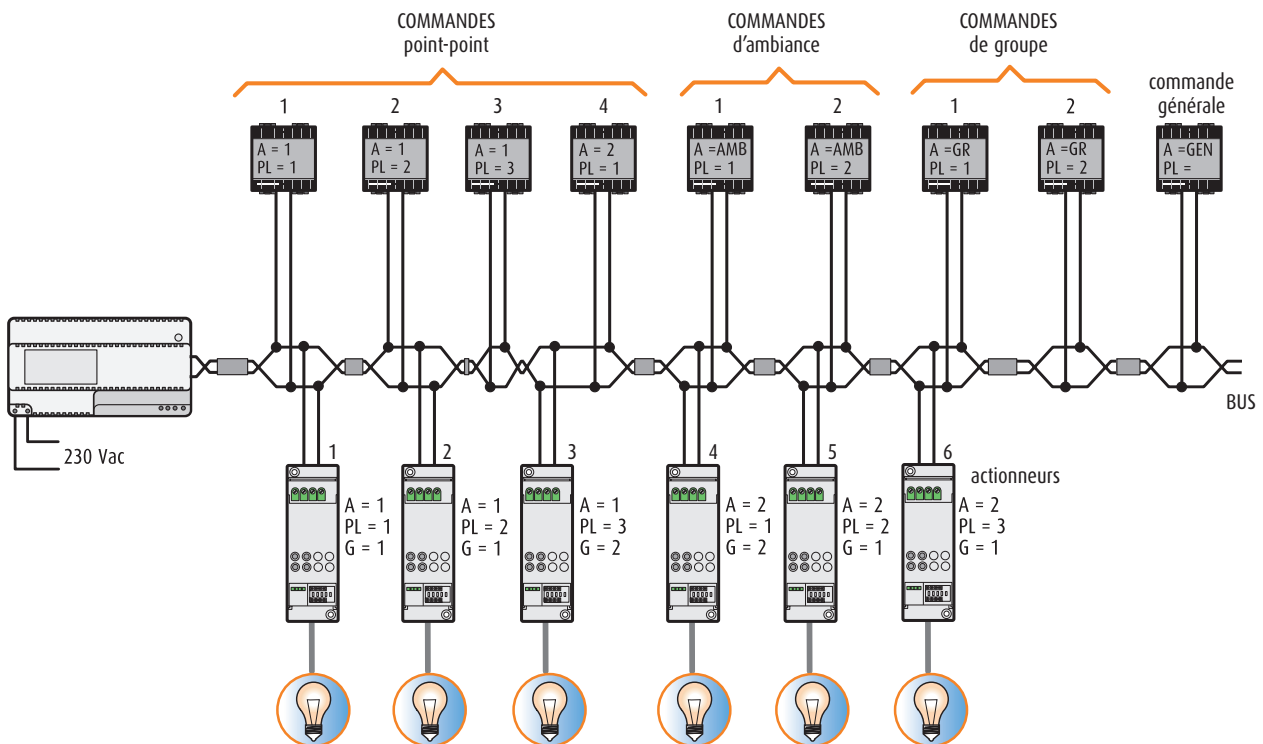 COMMANDES
point-point
COMMANDES
d'ambiance
COMMANDES
de groupe
commande
générale
1
2
3
4
1
2
1
2
A = 1
PL = 1
A = 1
PL = 2
A = 1
PL = 3
A = 2
PL = 1
A =AMB
PL = 1
A =AMB
PL = 2
A =GR
PL = 1
A =GR
PL = 2
A =GEN
PL =
BUS
230 Vac
1
2
3
4
5
6
actionneurs
A = 1
PL = 1
G = 1
A = 1
PL = 2
G = 1
A = 1
PL = 3
G = 2
A = 2
PL = 1
G = 2
A = 2
PL = 2
G = 1
A = 2
PL = 3
G = 1